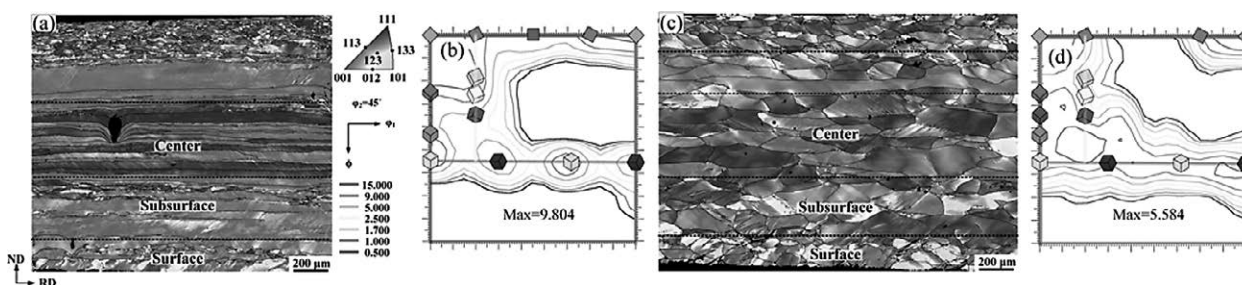 (a)
111
113
133
123
001
012
101
φ₂=45°
φ₁
Φ
15.000
9.000
5.000
2.500
1.700
1.000
0.500
Center
Subsurface
Surface
200 μm
ND
RD
(b)
Max=9.804
(c)
Center
Subsurface
Surface
200 μm
(d)
Max=5.584